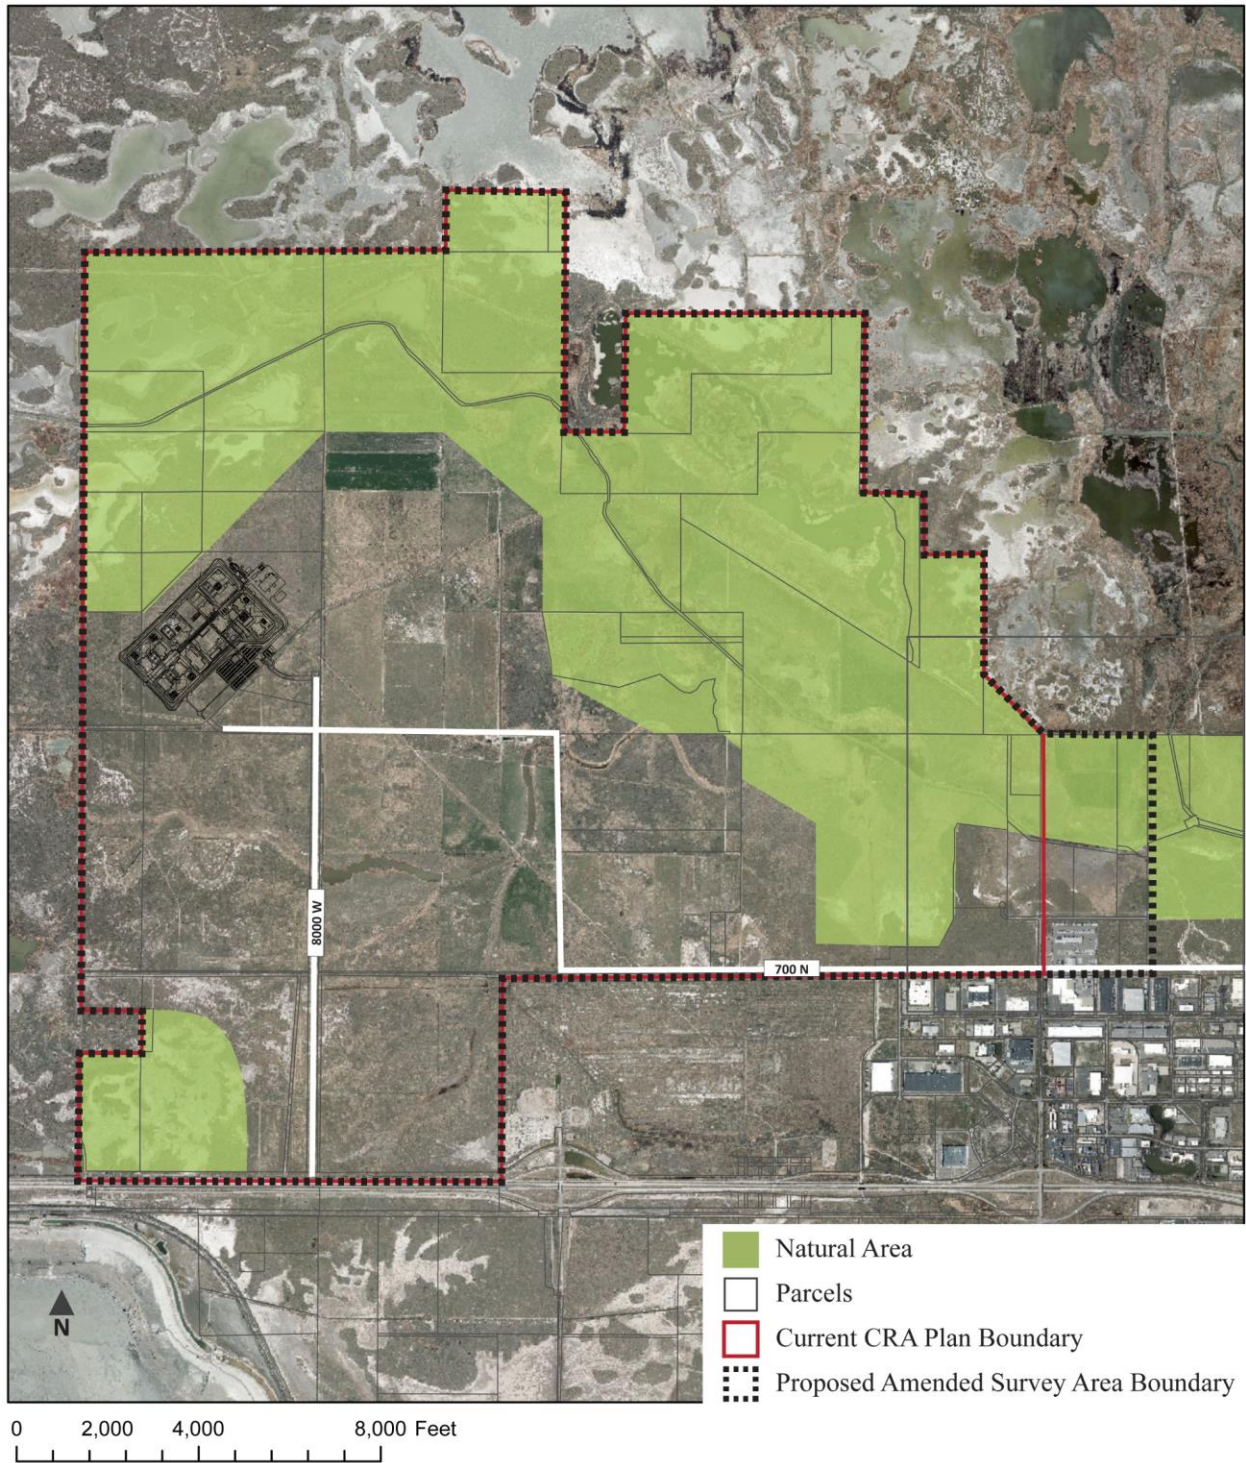 8000 W
700 N
Natural Area
Parcels
Current CRA Plan Boundary
Proposed Amended Survey Area Boundary
N
0 2,000 4,000 8,000 Feet